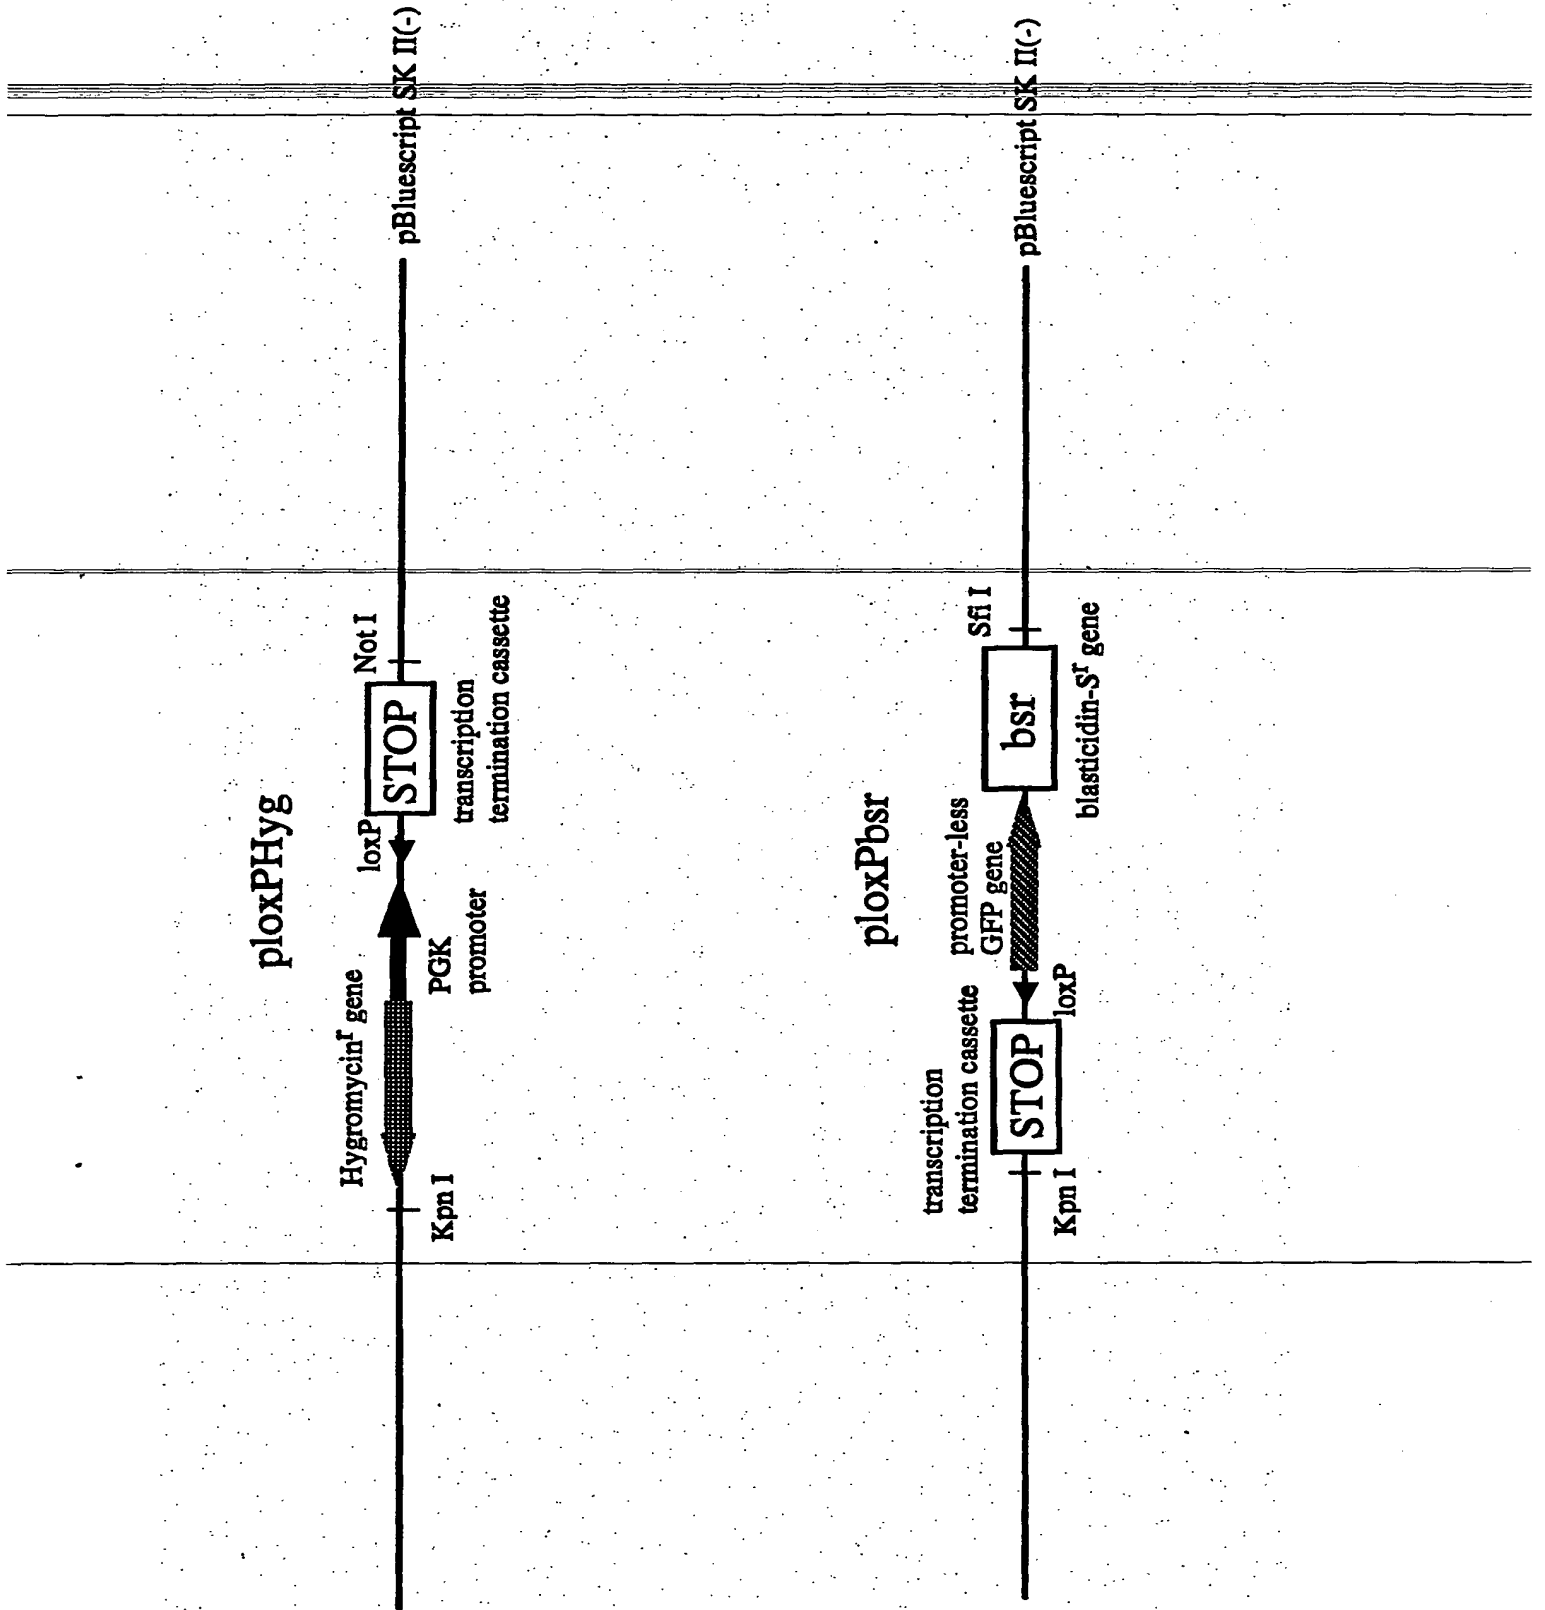 ploxPHyg
Hygromycinʳ gene
loxP
Not I
Kpn I
PGK
promoter
STOP
transcription
termination cassette
pBluescript SK II(-)
ploxPbsr
transcription
termination cassette
promoter-less
GFP gene
Sfi I
Kpn I
STOP
loxP
bsr
blasticidin-Sʳ gene
pBluescript SK II(-)